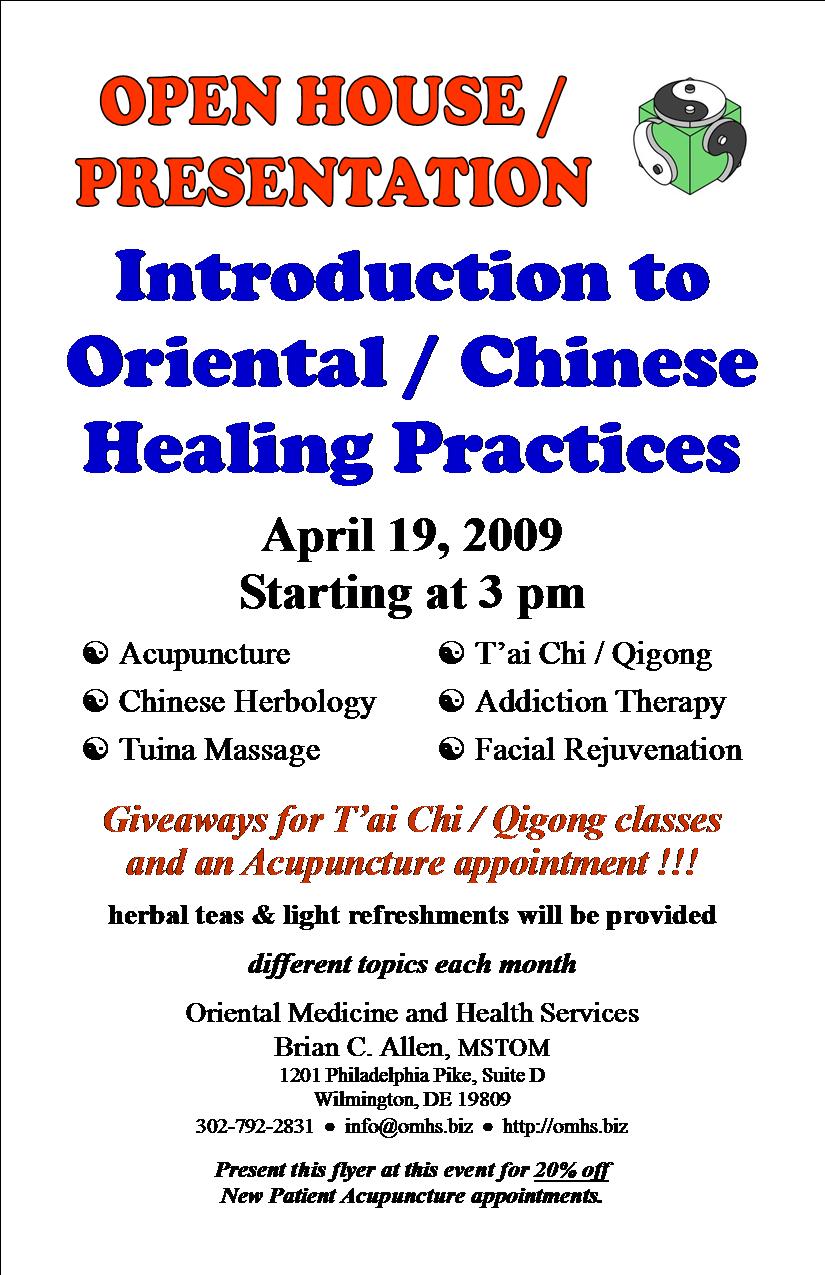 OPEN HOUSE /
PRESENTATION
Introduction to
Oriental / Chinese
Healing Practices
April 19, 2009
Starting at 3 pm
☯ Acupuncture
☯ Chinese Herbology
☯ Tuina Massage
☯ T’ai Chi / Qigong
☯ Addiction Therapy
☯ Facial Rejuvenation
Giveaways for T’ai Chi / Qigong classes
and an Acupuncture appointment !!!
herbal teas & light refreshments will be provided
different topics each month
Oriental Medicine and Health Services
Brian C. Allen, MSTOM
1201 Philadelphia Pike, Suite D
Wilmington, DE 19809
302-792-2831 ● info@omhs.biz ● http://omhs.biz
Present this flyer at this event for 20% off
New Patient Acupuncture appointments.